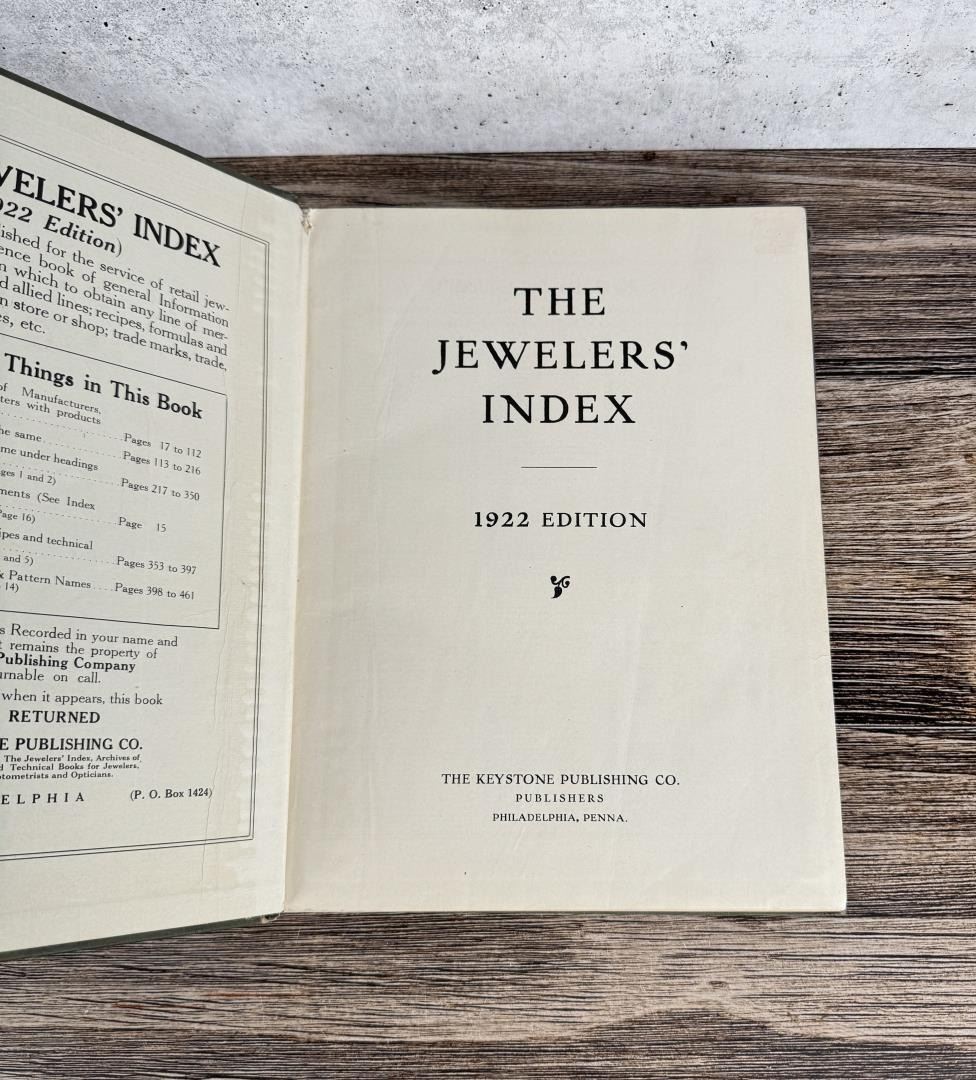 WELERS' INDEX
922 Edition)
ished for the service of retail jew-
ence book of general Information
n which to obtain any line of mer-
d allied lines; recipes, formulas and
n store or shop; trade marks, trade,
s, etc.
Things in This Book
of Manufacturers,
ters with products
Pages 17 to 112
he same
Pages 113 to 216
me under headings
Pages 217 to 350
ges 1 and 2)
ments (See Index
Page 15
Page 16)
ipes and technical
Pages 353 to 397
and 5)
& Pattern Names
Pages 398 to 461
14)
s Recorded in your name and
t remains the property of
Publishing Company
urnable on call.
when it appears, this book
RETURNED
E PUBLISHING CO.
The Jewelers' Index, Archives of
d Technical Books for Jewelers,
tometrists and Opticians.
ELPHIA (P. O. Box 1424)
THE
JEWELERS'
INDEX
1922 EDITION
THE KEYSTONE PUBLISHING CO.
PUBLISHERS
PHILADELPHIA, PENNA.